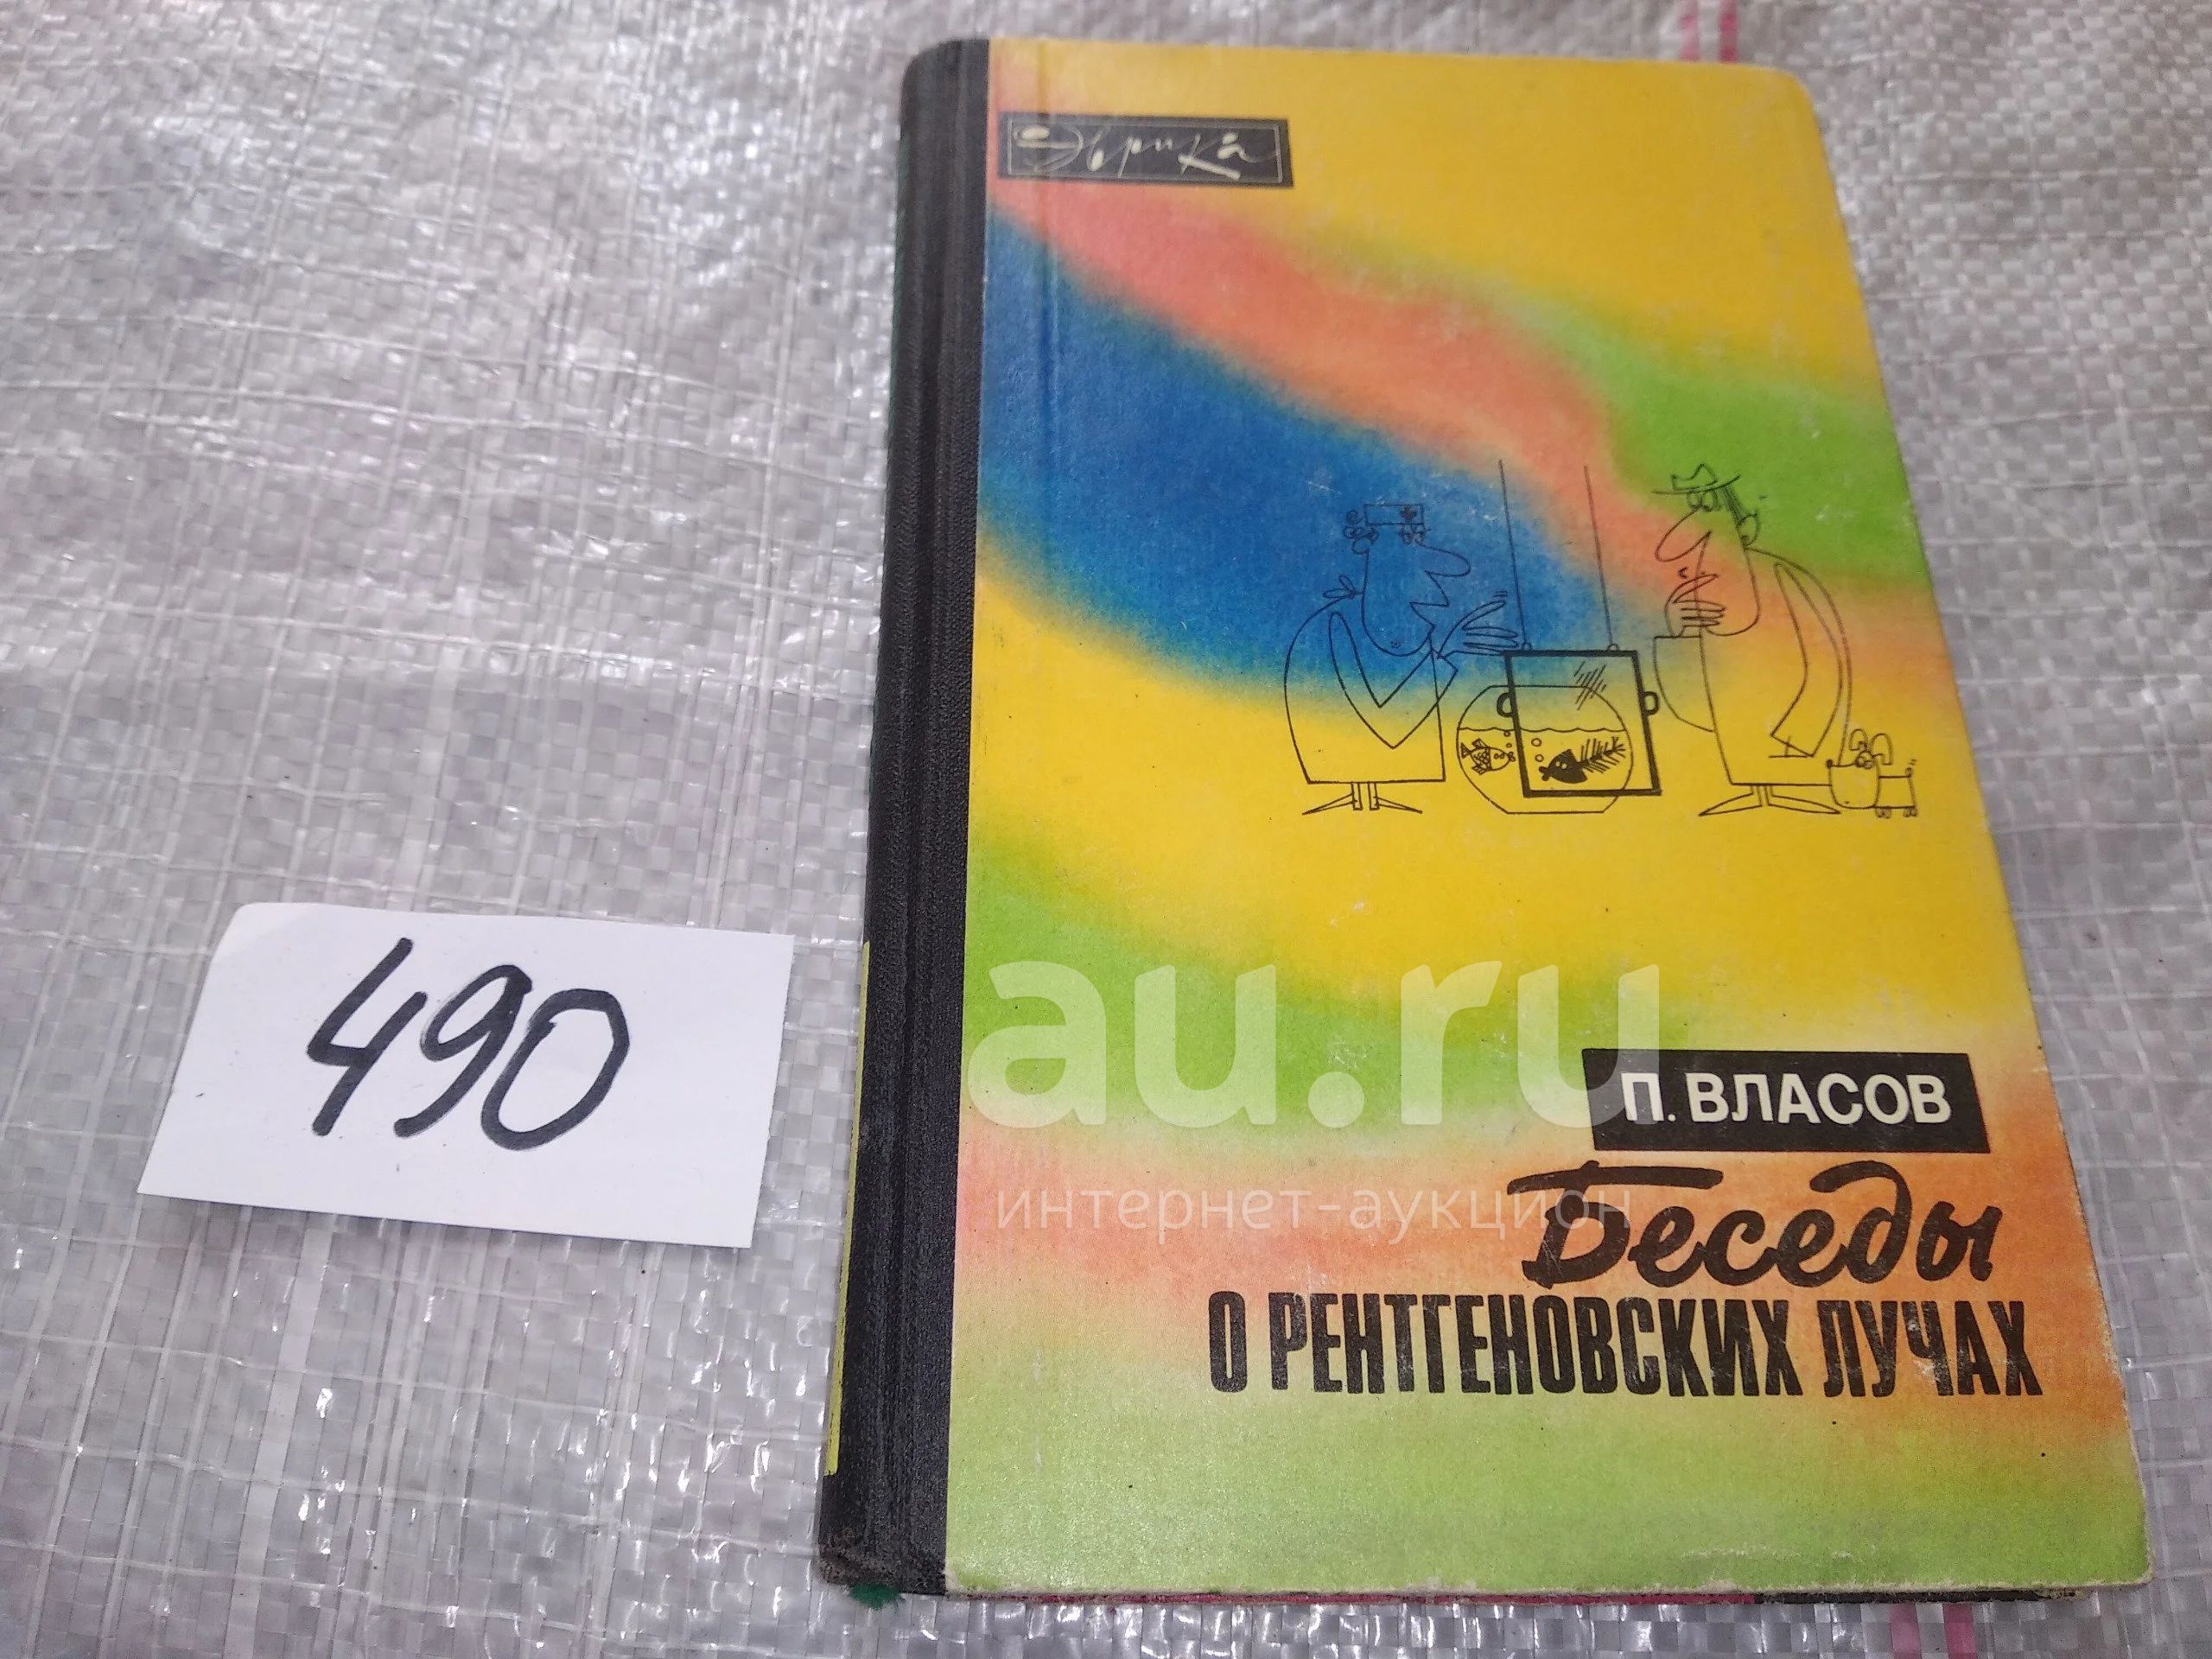 Эврика
490
au.ru
интернет-аукцион
П. ВЛАСОВ
Беседы
О РЕНТГЕНОВСКИХ ЛУЧАХ